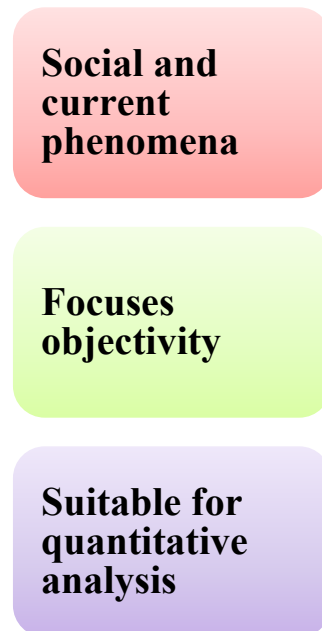 Social and
current
phenomena
Focuses
objectivity
Suitable for
quantitative
analysis